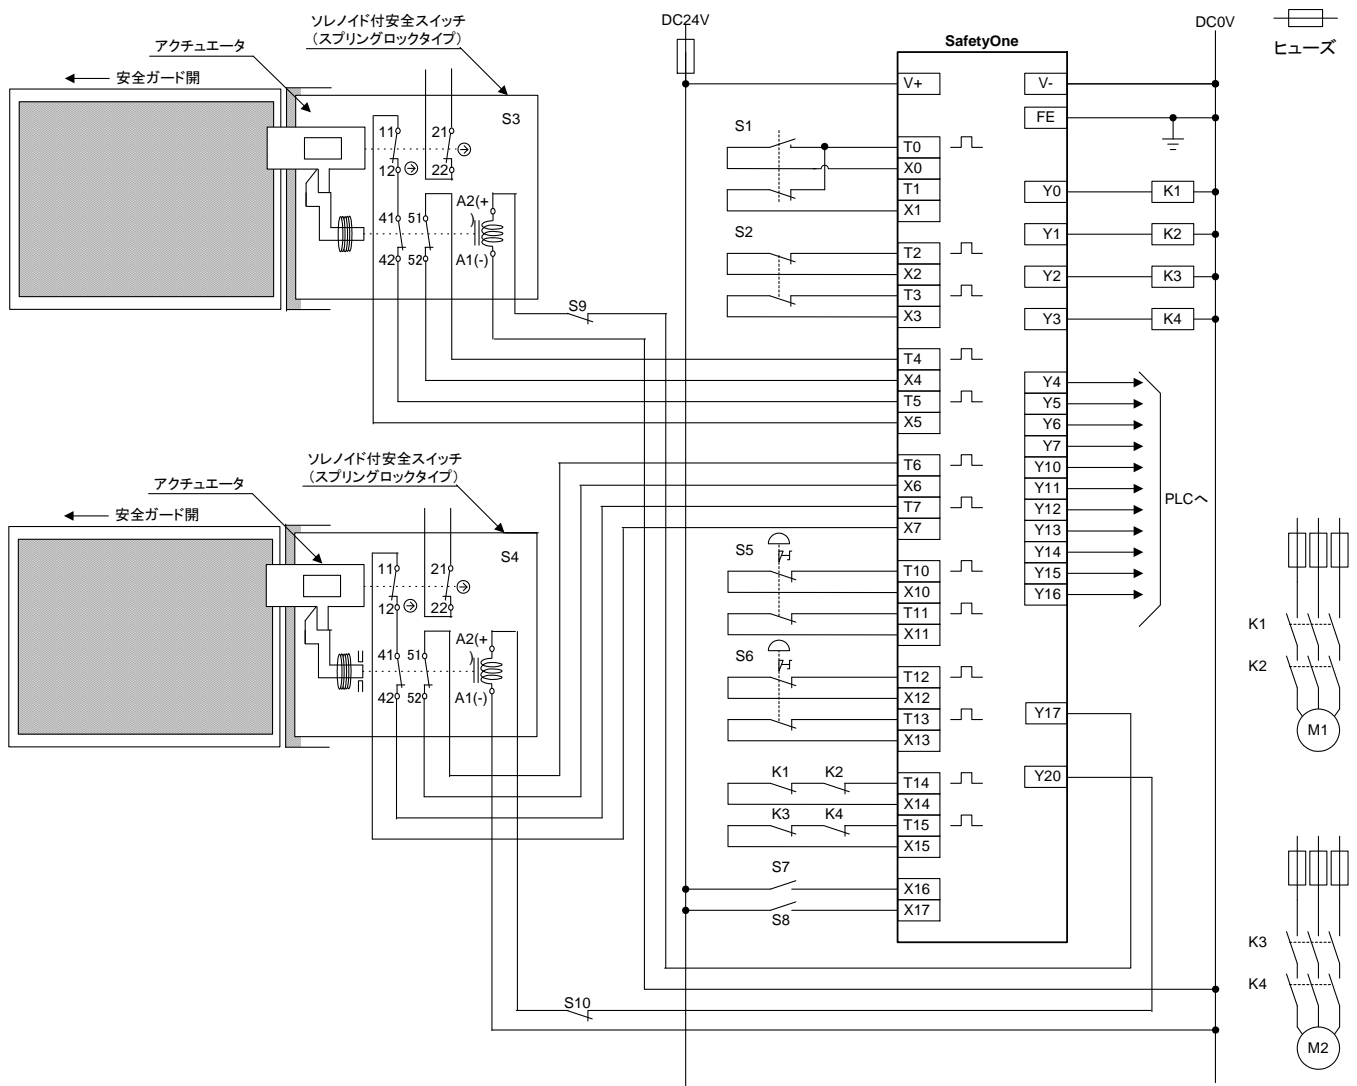 ソレノイド付安全スイッチ
（スプリングロックタイプ）
アクチュエータ
安全ガード開
S3
11
21
12
22
41
51
A2(+
)
42
52
A1(-)
S9
ソレノイド付安全スイッチ
（スプリングロックタイプ）
アクチュエータ
安全ガード開
S4
11
21
12
22
41
51
A2(+
)
42
52
A1(-)
S10
DC24V
SafetyOne
DC0V
ヒューズ
V+
V-
FE
S1
T0
X0
T1
X1
S2
T2
X2
T3
X3
T4
X4
T5
X5
T6
X6
T7
X7
S5
T10
X10
T11
X11
S6
T12
X12
T13
X13
K1
K2
T14
X14
K3
K4
T15
X15
S7
X16
S8
X17
Y0
K1
Y1
K2
Y2
K3
Y3
K4
Y4
Y5
Y6
Y7
Y10
Y11
Y12
Y13
Y14
Y15
Y16
PLCへ
Y17
Y20
K1
K2
M1
K3
K4
M2